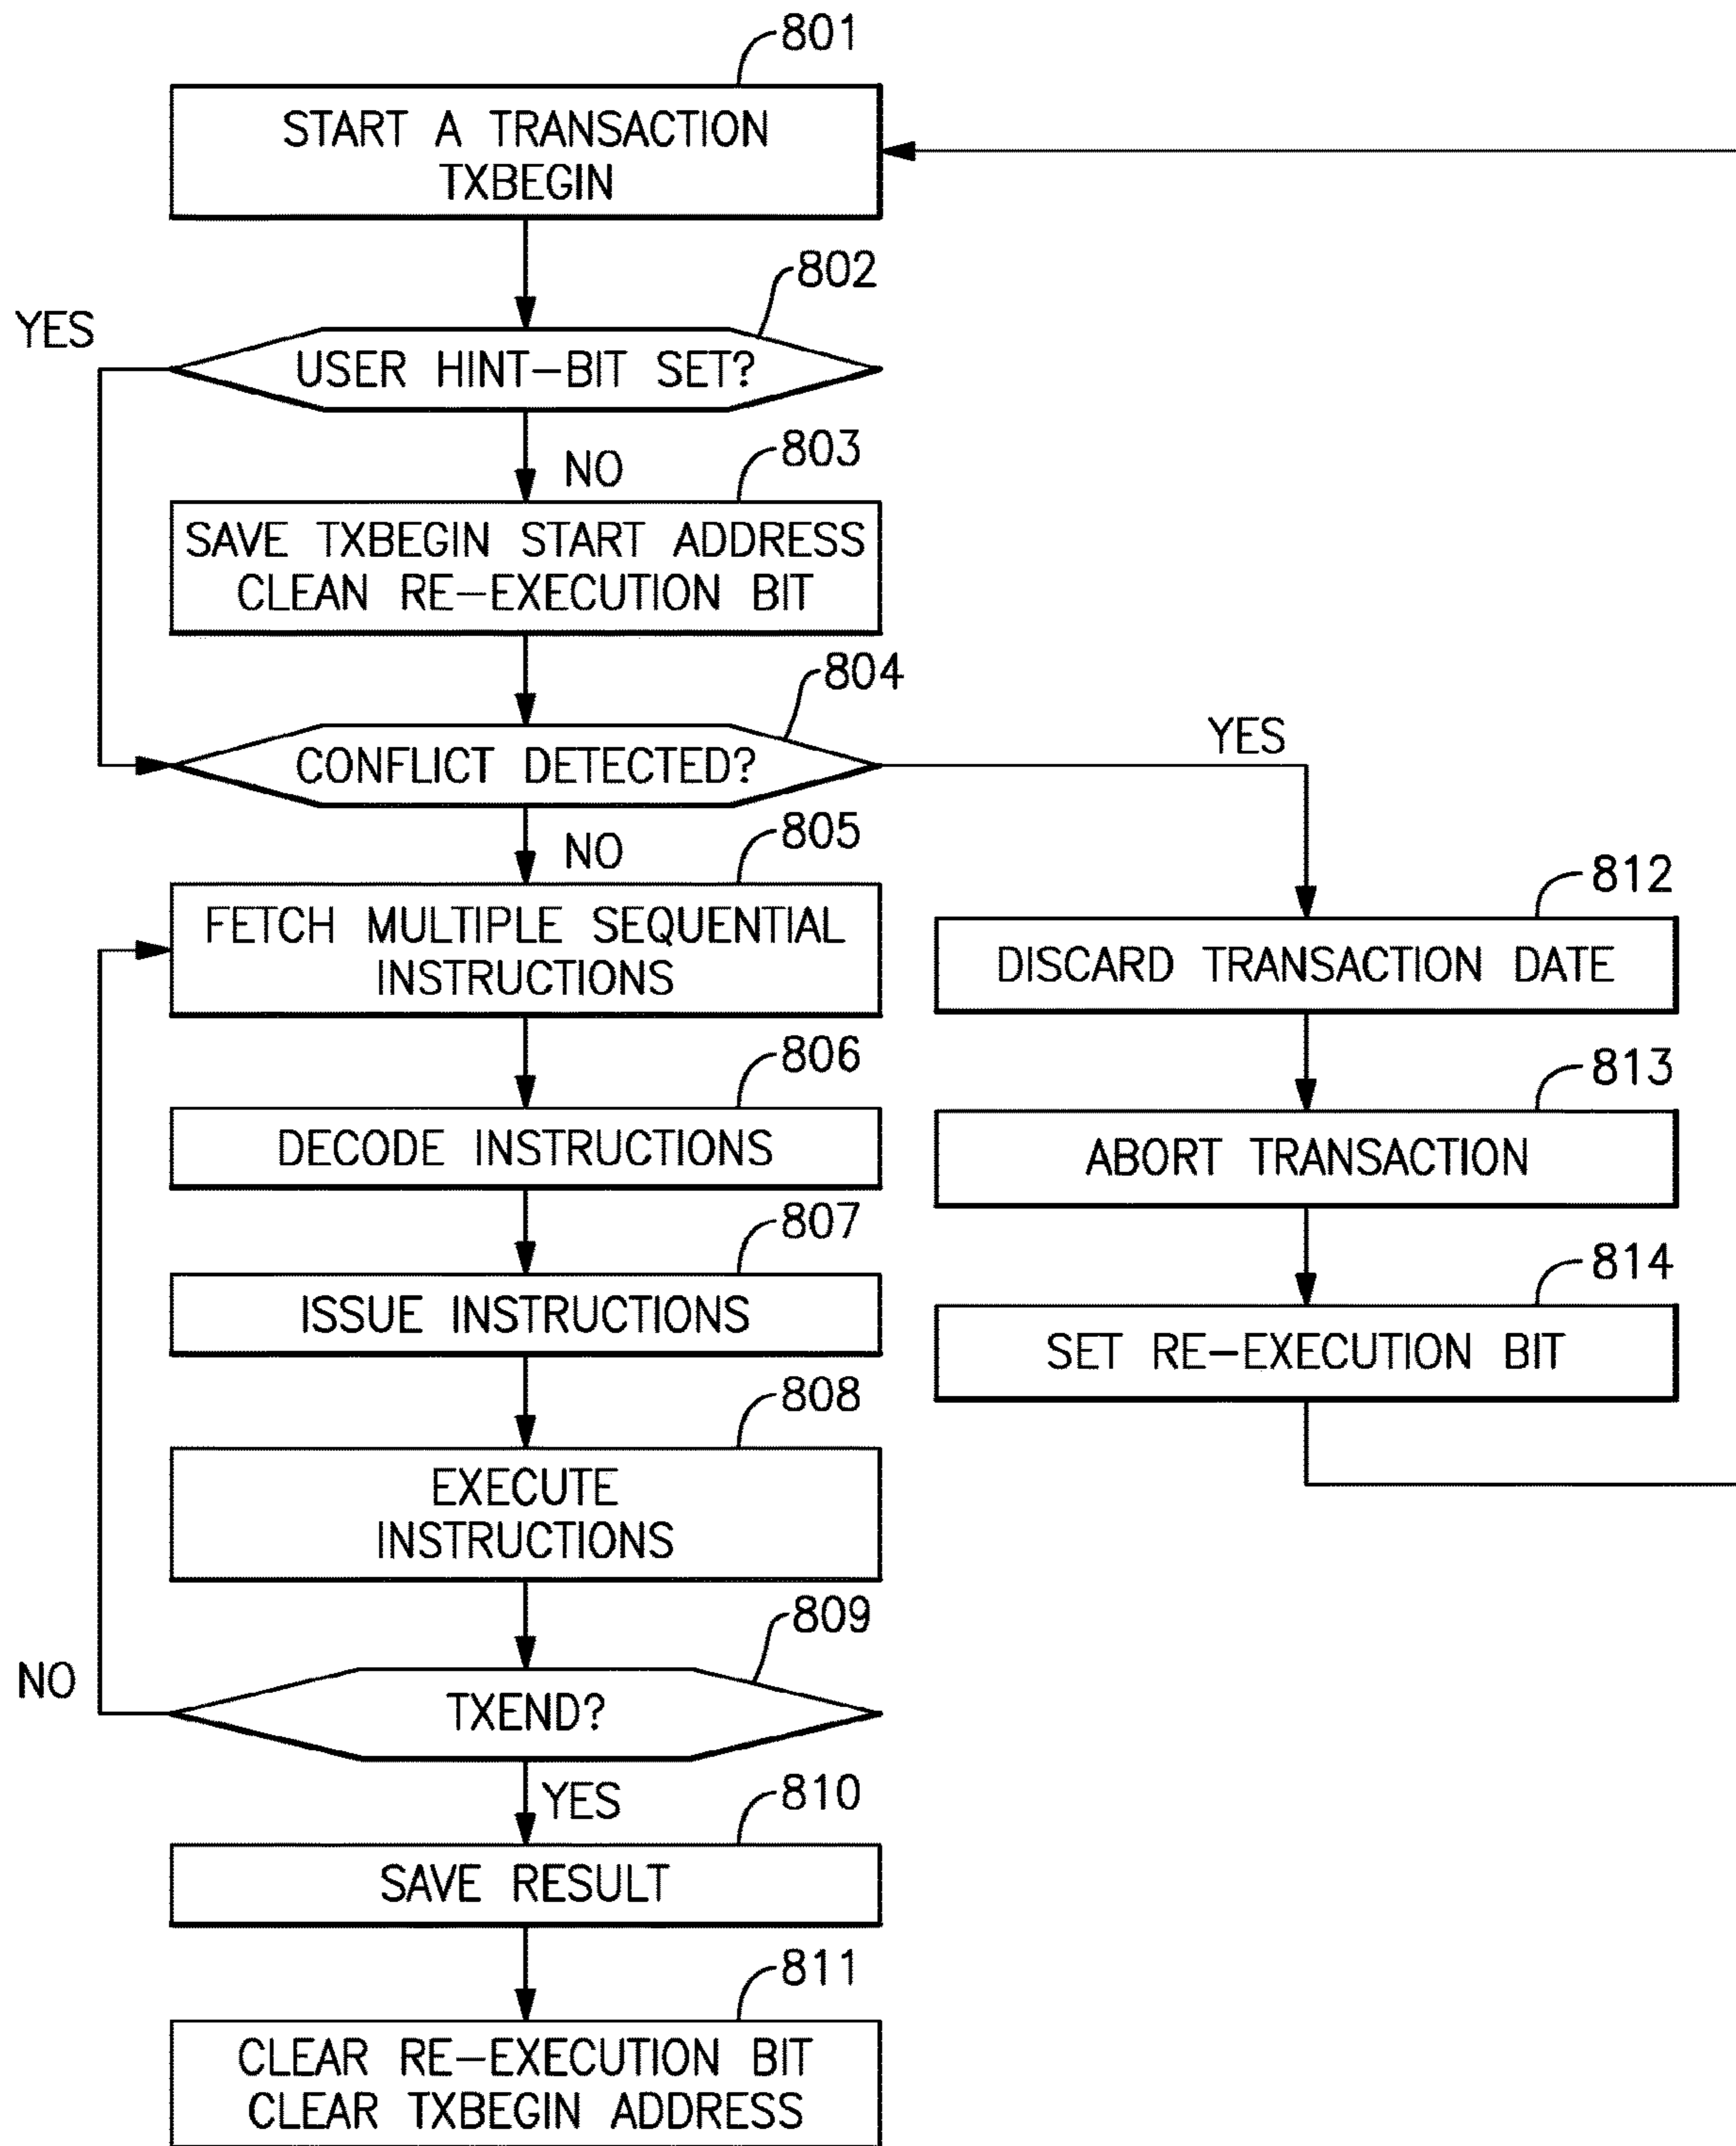 801
START A TRANSACTION
TXBEGIN
802
YES
USER HINT-BIT SET?
NO
803
SAVE TXBEGIN START ADDRESS
CLEAN RE-EXECUTION BIT
804
CONFLICT DETECTED?
YES
NO
805
FETCH MULTIPLE SEQUENTIAL
INSTRUCTIONS
806
DECODE INSTRUCTIONS
807
ISSUE INSTRUCTIONS
808
EXECUTE
INSTRUCTIONS
809
NO
TXEND?
YES
810
SAVE RESULT
811
CLEAR RE-EXECUTION BIT
CLEAR TXBEGIN ADDRESS
812
DISCARD TRANSACTION DATE
813
ABORT TRANSACTION
814
SET RE-EXECUTION BIT